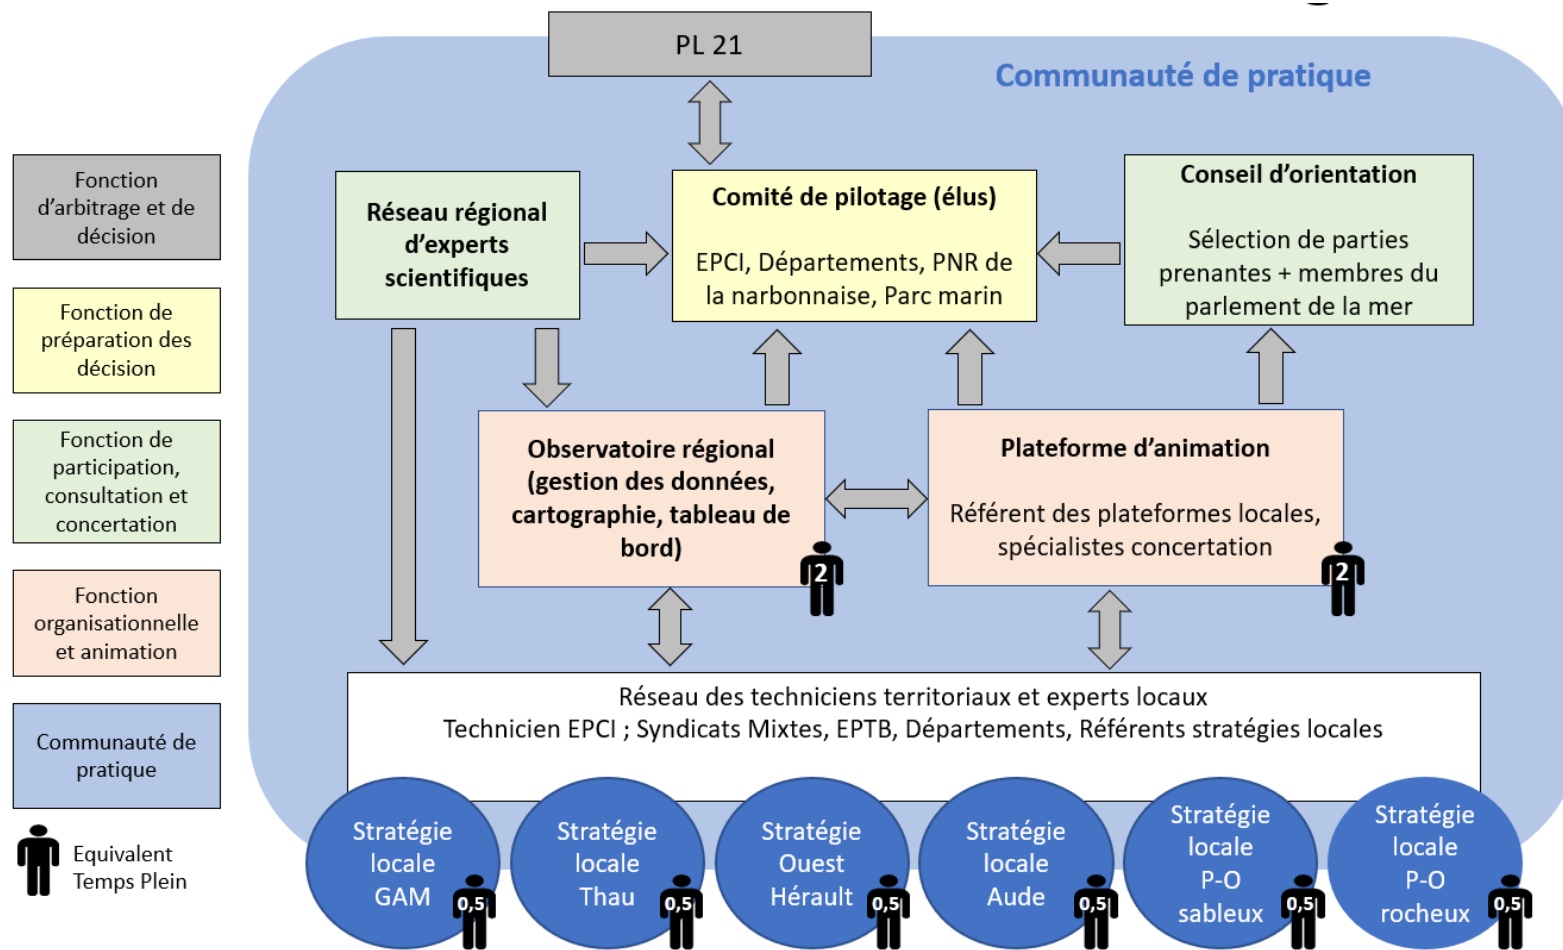 PL 21
Communauté de pratique
Fonction
d'arbitrage et de
décision
Fonction de
préparation des
décision
Fonction de
participation,
consultation et
concertation
Fonction
organisationnelle
et animation
Communauté de
pratique
Equivalent
Temps Plein
Réseau régional
d'experts
scientifiques
Comité de pilotage (élus)
EPCI, Départements, PNR de
la narbonnaise, Parc marin
Conseil d'orientation
Sélection de parties
prenantes + membres du
parlement de la mer
Observatoire régional
(gestion des données,
cartographie, tableau de
bord)
2
Plateforme d'animation
Référent des plateformes locales,
spécialistes concertation
2
Réseau des techniciens territoriaux et experts locaux
Technicien EPCI ; Syndicats Mixtes, EPTB, Départements, Référents stratégies locales
Stratégie
locale
GAM
0,5
Stratégie
locale
Thau
0,5
Stratégie
Ouest
Hérault
0,5
Stratégie
locale
Aude
0,5
Stratégie
locale
P-O
sableux
0,5
Stratégie
locale
P-O
rocheux
0,5